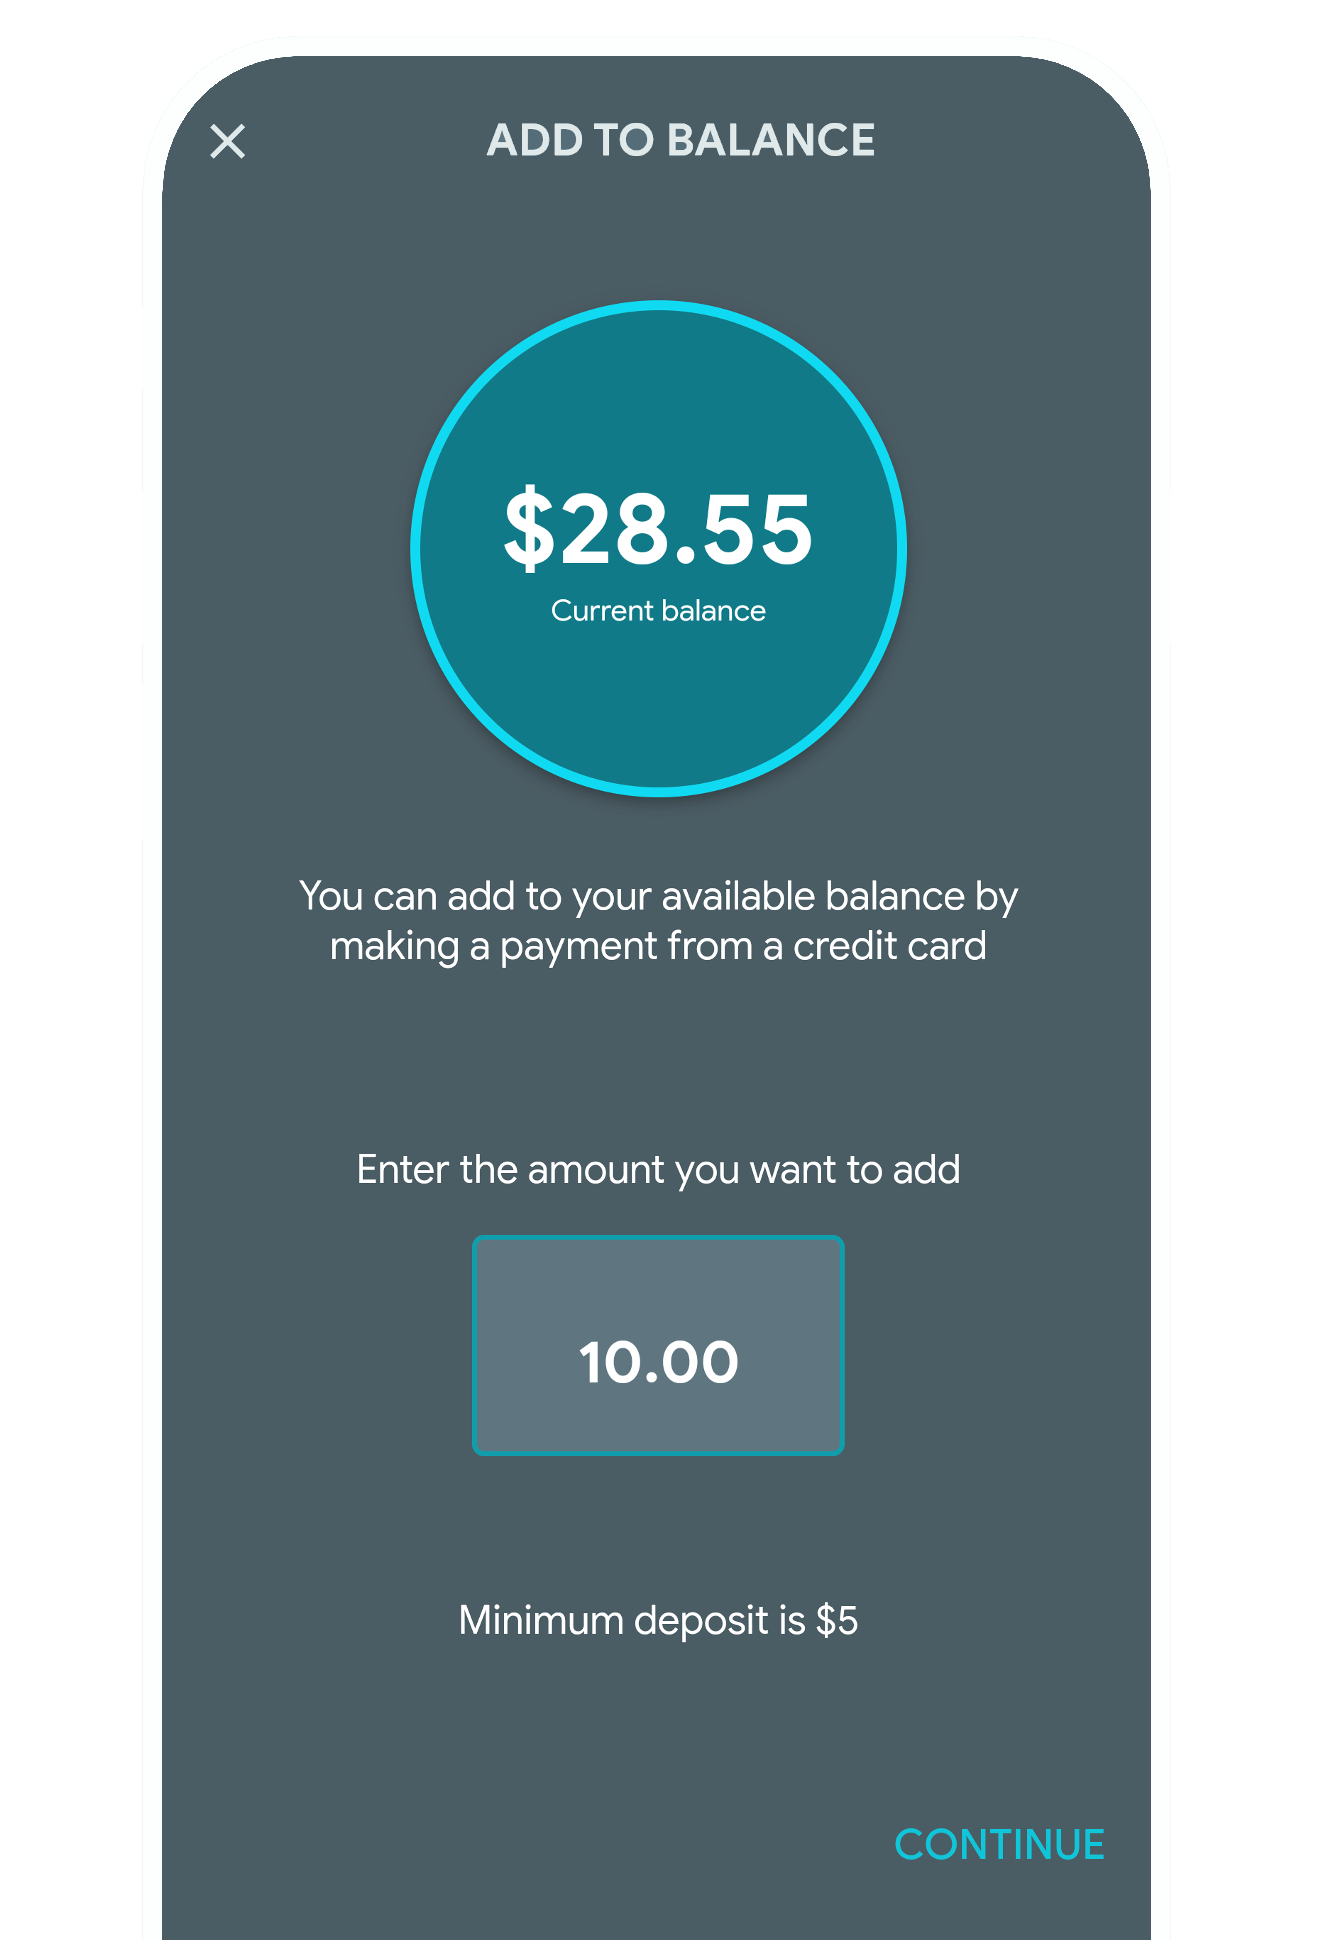 ADD TO BALANCE
$28.55
Current balance
You can add to your available balance by
making a payment from a credit card
Enter the amount you want to add
10.00
Minimum deposit is $5
CONTINUE